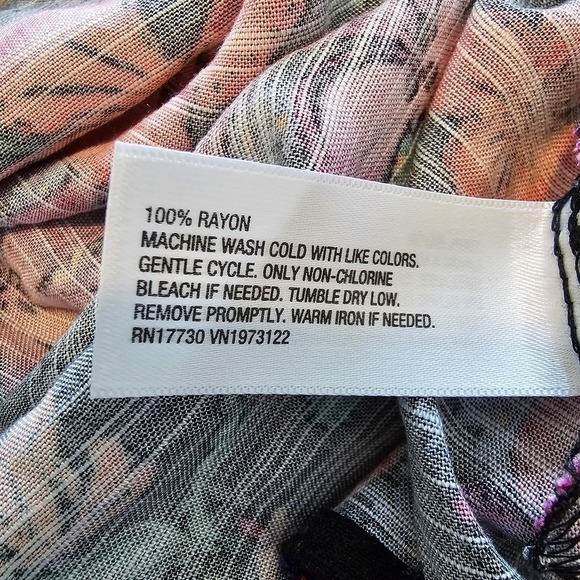 100% RAYON
MACHINE WASH COLD WITH LIKE COLORS.
GENTLE CYCLE. ONLY NON-CHLORINE
BLEACH IF NEEDED. TUMBLE DRY LOW.
REMOVE PROMPTLY. WARM IRON IF NEEDED.
RN17730 VN1973122